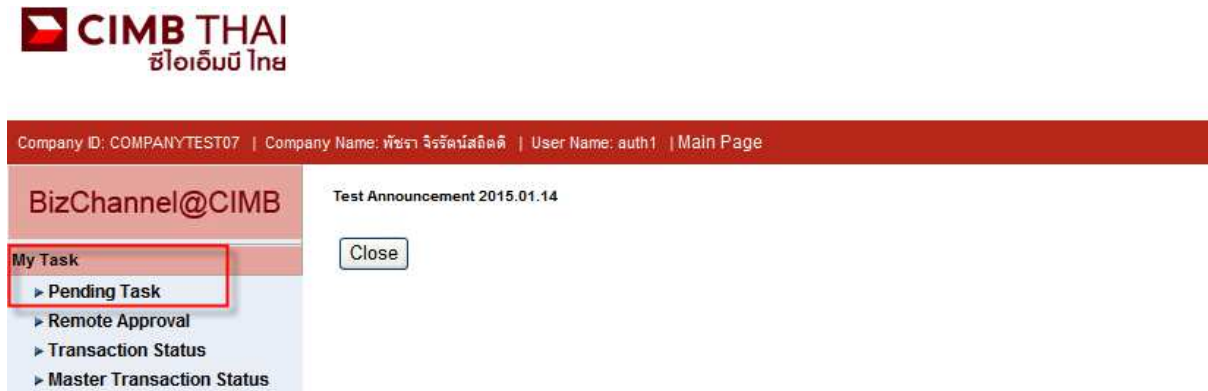 CIMB THAI
ซีไอเอ็มบี ไทย
Company ID: COMPANYTEST07 | Company Name: พัชรา จิรรัตน์สถิตดี | User Name: auth1 | Main Page
BizChannel@CIMB
Test Announcement 2015.01.14
Close
My Task
Pending Task
Remote Approval
Transaction Status
Master Transaction Status